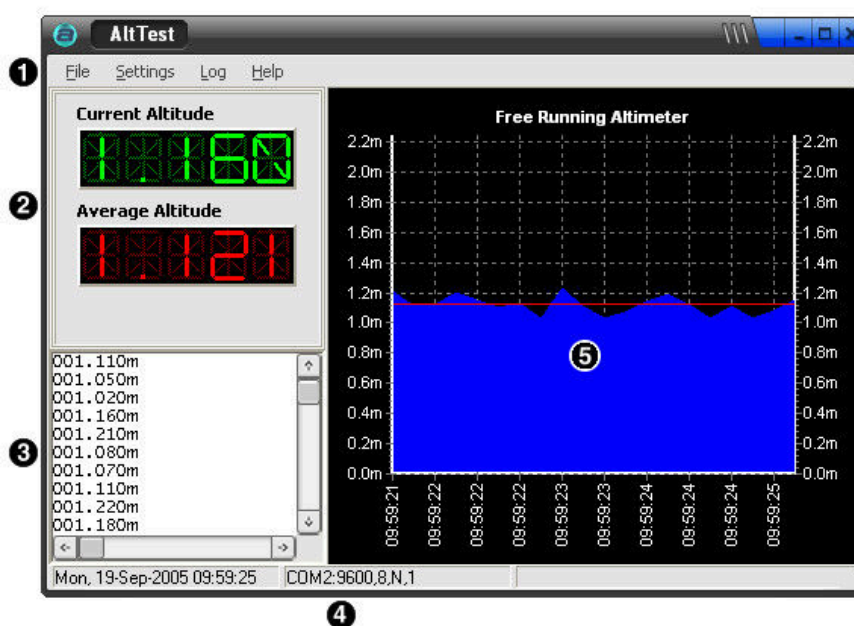 AltTest
1
File Settings Log Help
Current Altitude
1.160
2
Average Altitude
1.121
Free Running Altimeter
2.2m 2.2m
2.0m 2.0m
1.8m 1.8m
1.6m 1.6m
1.4m 1.4m
1.2m 1.2m
1.0m 1.0m
0.8m 0.8m
0.6m 0.6m
0.4m 0.4m
0.2m 0.2m
0.0m 0.0m
5
09:59:21
09:59:22
09:59:22
09:59:22
09:59:23
09:59:23
09:59:24
09:59:24
09:59:24
09:59:25
3
001.110m
001.050m
001.020m
001.160m
001.210m
001.080m
001.070m
001.110m
001.220m
001.180m
Mon, 19-Sep-2005 09:59:25 COM2:9600,8,N,1
4